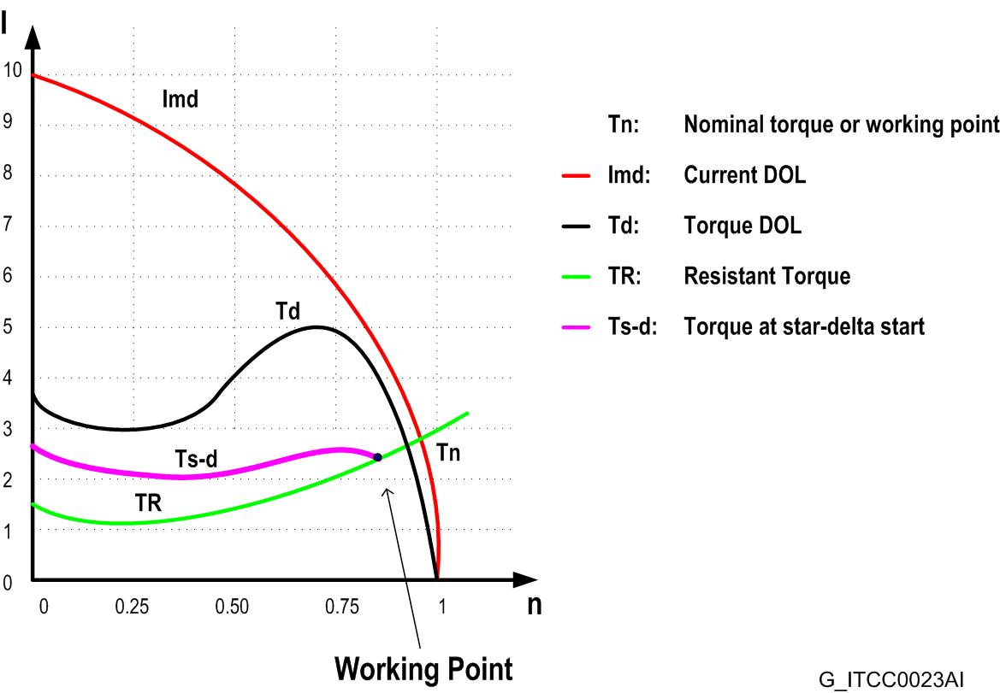 I
10
9
8
7
6
5
4
3
2
1
0
Imd
Td
Ts-d
TR
Tn
0 0.25 0.50 0.75 1 n
Working Point
Tn: Nominal torque or working point
Imd: Current DOL
Td: Torque DOL
TR: Resistant Torque
Ts-d: Torque at star-delta start
G_ITCC0023AI